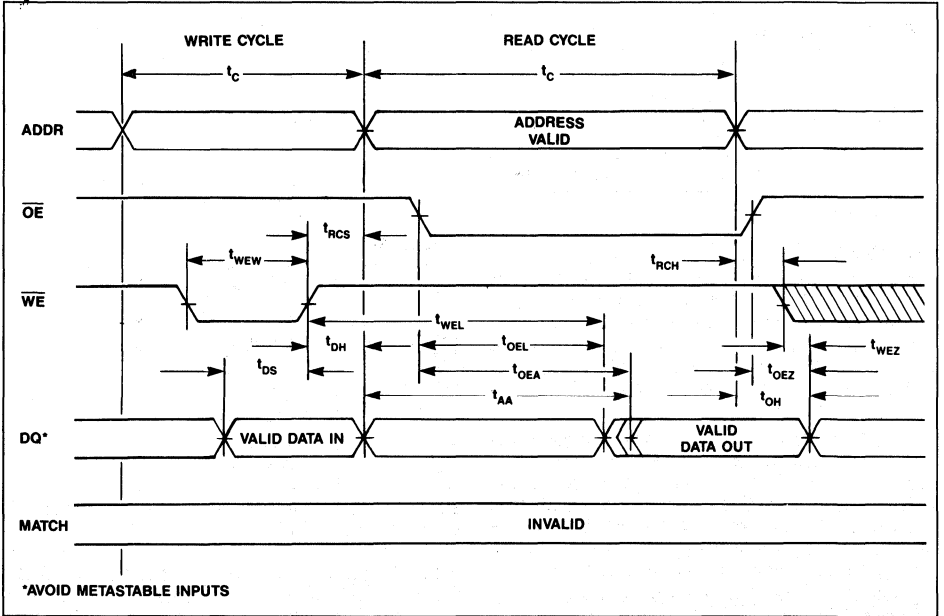 WRITE CYCLE READ CYCLE
tC tC
ADDR ADDRESS VALID
OE
tRCS
tWEW tRCH
WE
tWEL
tDH tOEL tWEZ
tDS tOEA tOEZ
tAA tOH
DQ* VALID DATA IN VALID DATA OUT
MATCH INVALID
*AVOID METASTABLE INPUTS